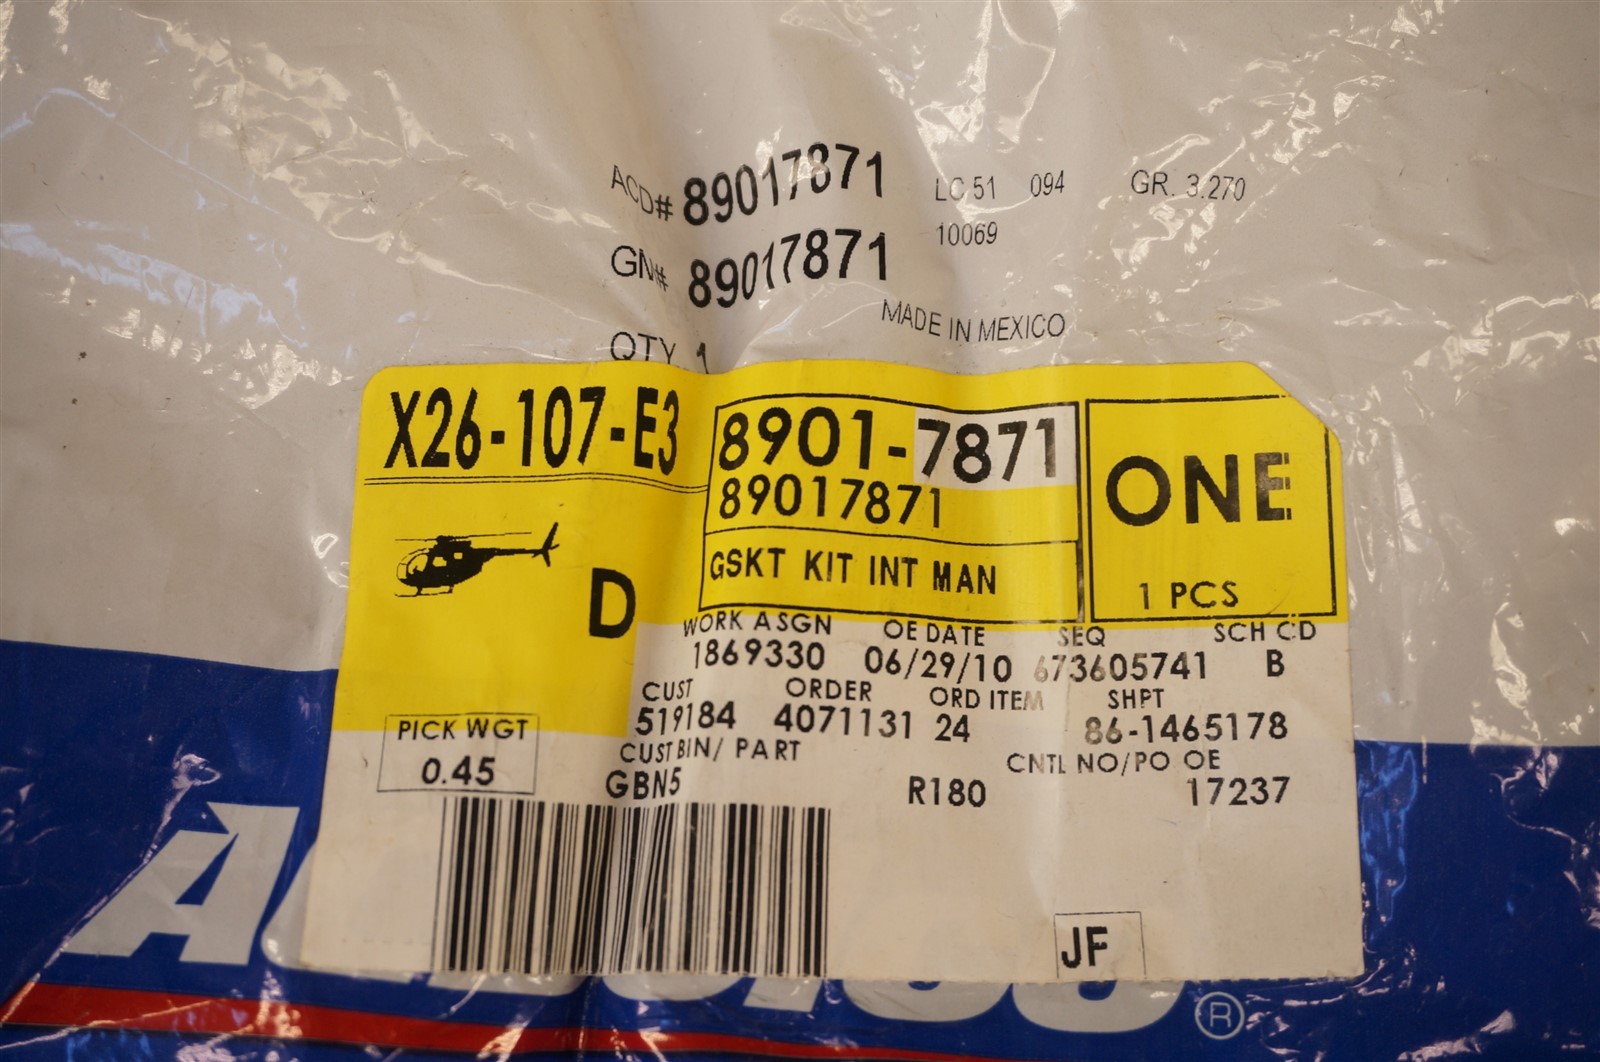 ACD# 89017871 LC 51 094 GR. 3.270
10069
GN# 89017871
MADE IN MEXICO
QTY 1
X26-107-E3
8901-7871
89017871
ONE
GSKT KIT INT MAN
1 PCS
D
WORK ASGN OE DATE SEQ SCH CD
1869330 06/29/10 673605741 B
CUST ORDER ORD ITEM SHPT
519184 4071131 24 86-1465178
PICK WGT
0.45
CUST BIN/ PART CNTL NO/PO OE
GBN5 R180 17237
JF
®